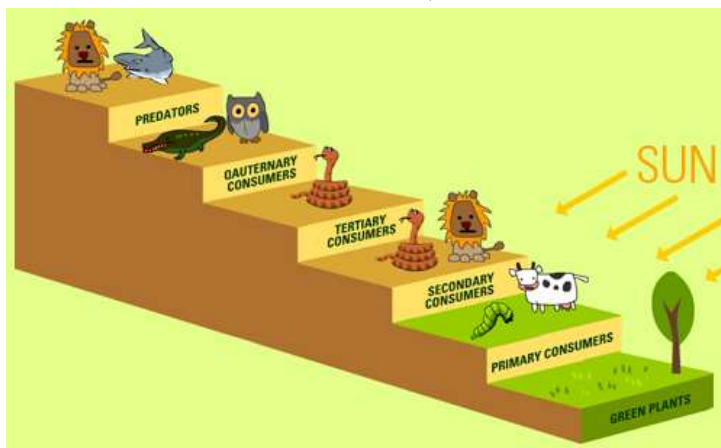 PREDATORS
QAUTERNARY
CONSUMERS
SUN
TERTIARY
CONSUMERS
SECONDARY
CONSUMERS
PRIMARY CONSUMERS
GREEN PLANTS